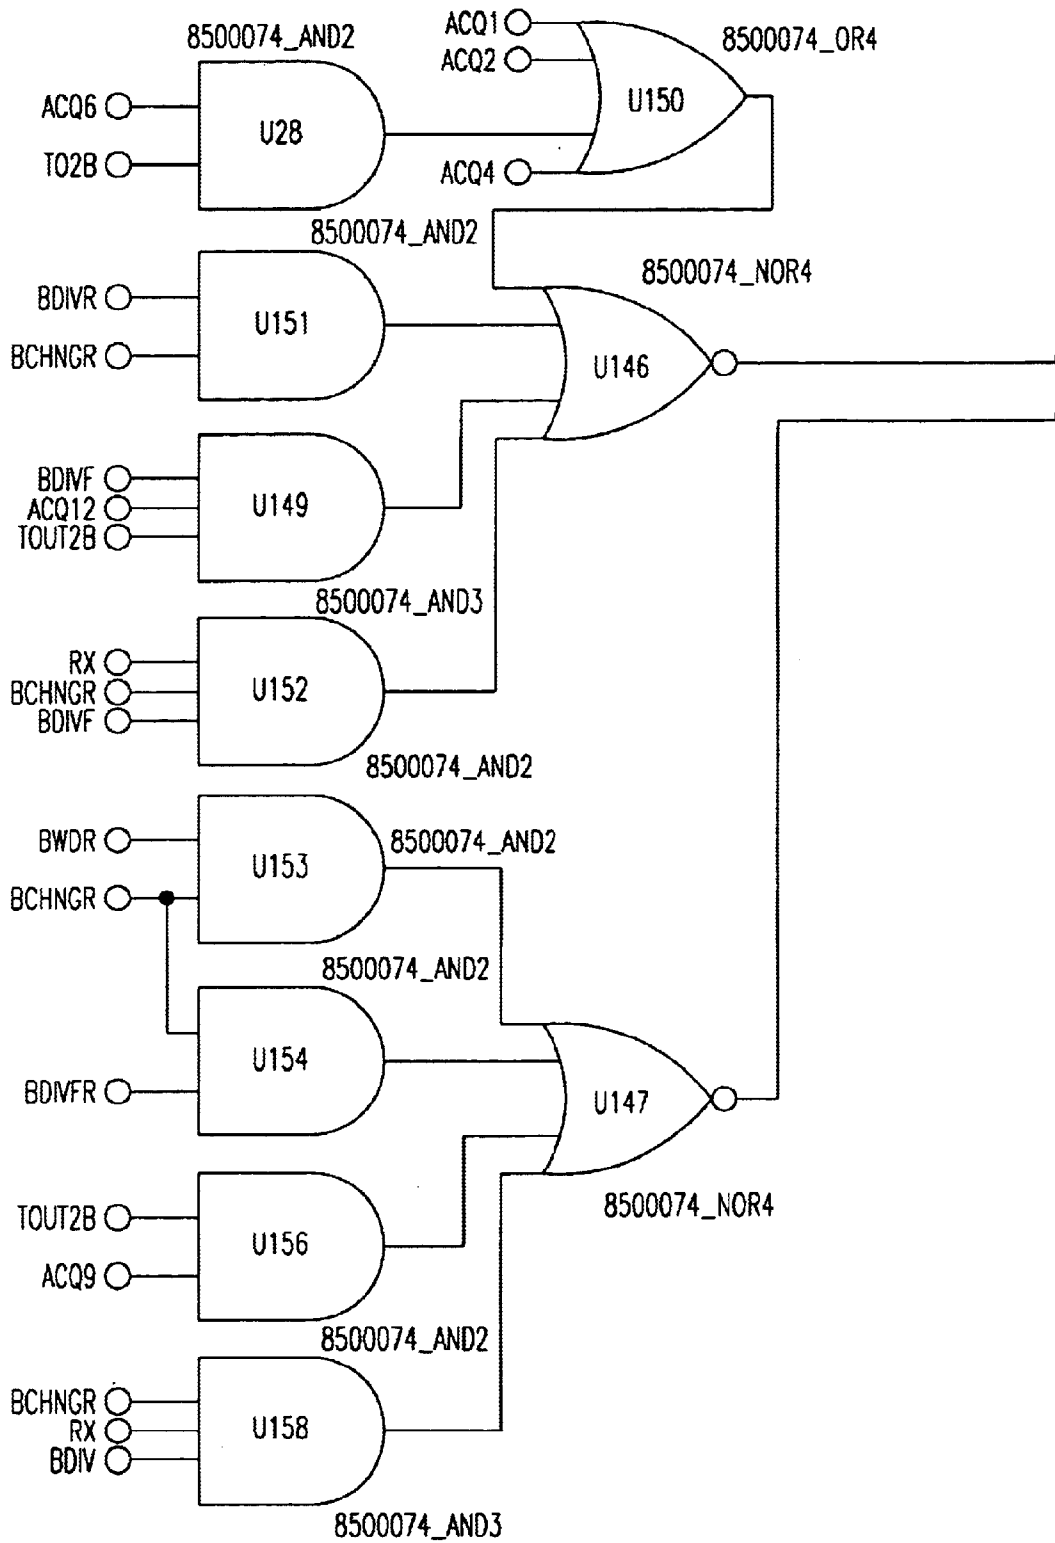 ACQ1
8500074_AND2
8500074_OR4
ACQ2
ACQ6
U28
U150
TO2B
ACQ4
8500074_AND2
8500074_NOR4
BDIVR
U151
BCHNGR
U146
BDIVF
ACQ12
U149
TOUT2B
8500074_AND3
RX
BCHNGR
U152
BDIVF
8500074_AND2
BWDR
8500074_AND2
U153
BCHNGR
8500074_AND2
U154
BDIVFR
U147
TOUT2B
8500074_NOR4
U156
ACQ9
8500074_AND2
BCHNGR
RX
U158
BDIV
8500074_AND3